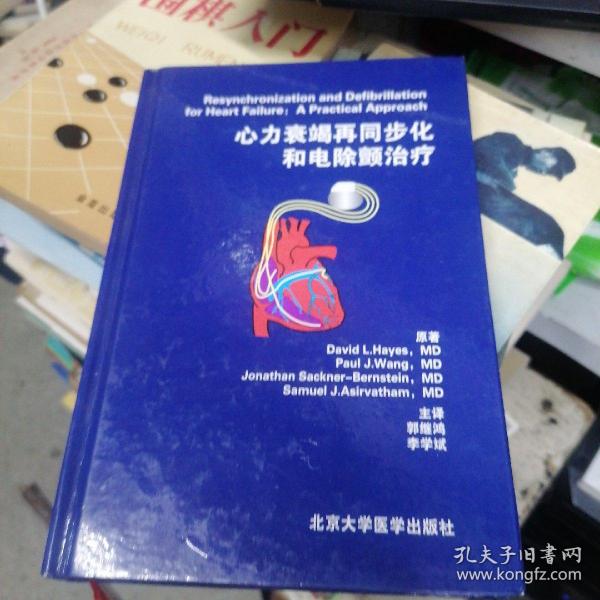 围棋入门
WEIQI RUMEN
Resynchronization and Defibrillation
for Heart Failure: A Practical Approach
心力衰竭再同步化
和电除颤治疗
原著
David L.Hayes, MD
Paul J.Wang, MD
Jonathan Sackner-Bernstein, MD
Samuel J.Asirvatham, MD
主译
郭继鸿
李学斌
北京大学医学出版社
孔夫子旧书网
www.kongfz.com